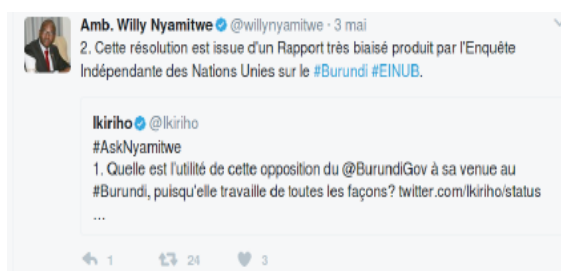 Amb. Willy Nyamitwe @willynyamitwe · 3 mai
2. Cette résolution est issue d'un Rapport très biaisé produit par l'Enquête
Indépendante des Nations Unies sur le #Burundi #EINUB.
Ikiriho @Ikiriho
#AskNyamitwe
1. Quelle est l'utilité de cette opposition du @BurundiGov à sa venue au
#Burundi, puisqu'elle travaille de toutes les façons? twitter.com/Ikiriho/status
...
1 24 3